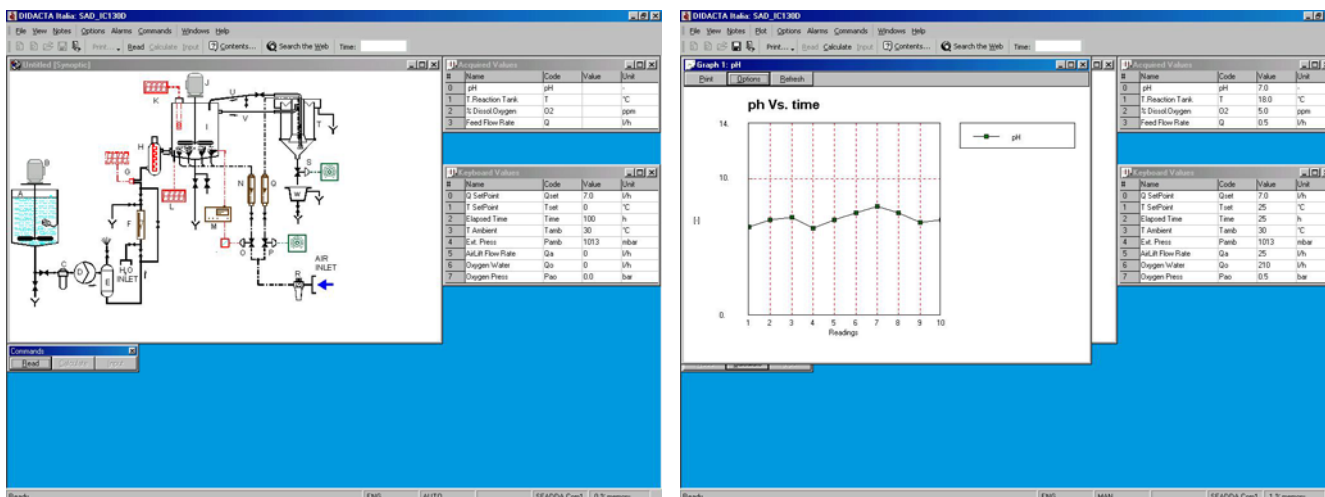 DIDACTA Italia: SAD_IC130D
File View Notes Options Alarms Commands Windows Help
Print... Read Calculate Input Contents... Search the Web Time:
Untitled [Synoptic]
A
B
C
D
E
F
G
H
I
J
K
L
M
N
O
P
Q
R
S
T
U
V
W
H2O
INLET
AIR
INLET
Acquired Values
# Name Code Value Unit
0 pH pH -
1 T.Reaction Tank T °C
2 % Dissol.Oxygen O2 ppm
3 Feed Flow Rate Q l/h
Keyboard Values
# Name Code Value Unit
0 Q SetPoint Qset 7.0 l/h
1 T SetPoint Tset 0 °C
2 Elapsed Time Time 100 h
3 T Ambient Tamb 30 °C
4 Ext. Press Pamb 1013 mbar
5 AirLift Flow Rate Qa 0 l/h
6 Oxygen Water Qo 0 l/h
7 Oxygen Press Pao 0.0 bar
Commands
Read Calculate Input
Ready ENG AUTO SEADDA Com1
DIDACTA Italia: SAD_IC130D
File View Notes Plot Options Alarms Commands Windows Help
Print... Read Calculate Input Contents... Search the Web Time:
Graph 1: pH
Print Options Refresh
ph Vs. time
14.
10.
0.
H
1 2 3 4 5 6 7 8 9 10
Readings
pH
Acquired Values
# Name Code Value Unit
0 pH pH 7.0 -
1 T.Reaction Tank T 18.0 °C
2 % Dissol.Oxygen O2 5.0 ppm
3 Feed Flow Rate Q 0.5 l/h
Keyboard Values
# Name Code Value Unit
0 Q SetPoint Qset 7.0 l/h
1 T SetPoint Tset 25 °C
2 Elapsed Time Time 25 h
3 T Ambient Tamb 30 °C
4 Ext. Press Pamb 1013 mbar
5 AirLift Flow Rate Qa 25 l/h
6 Oxygen Water Qo 210 l/h
7 Oxygen Press Pao 0.5 bar
Ready ENG MAN SEADDA Com1